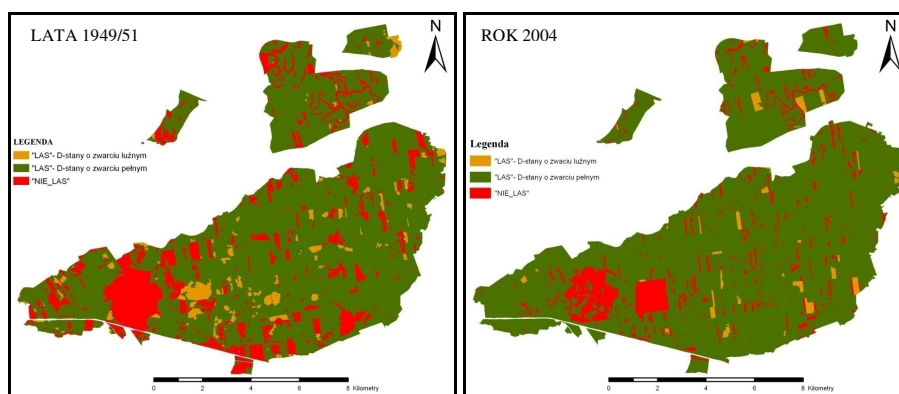 LATA 1949/51
N
LEGENDA
"LAS"- D-stany o zwarciu luźnym
"LAS"- D-stany o zwarciu pełnym
"NIE_LAS"
0 2 4 6 8 Kilometry
ROK 2004
N
Legenda
"LAS"- D-stany o zwaciu luźnym
"LAS"- D-stany o zwarciu pełnym
"NIE_LAS"
0 2 4 6 8 Kilometry